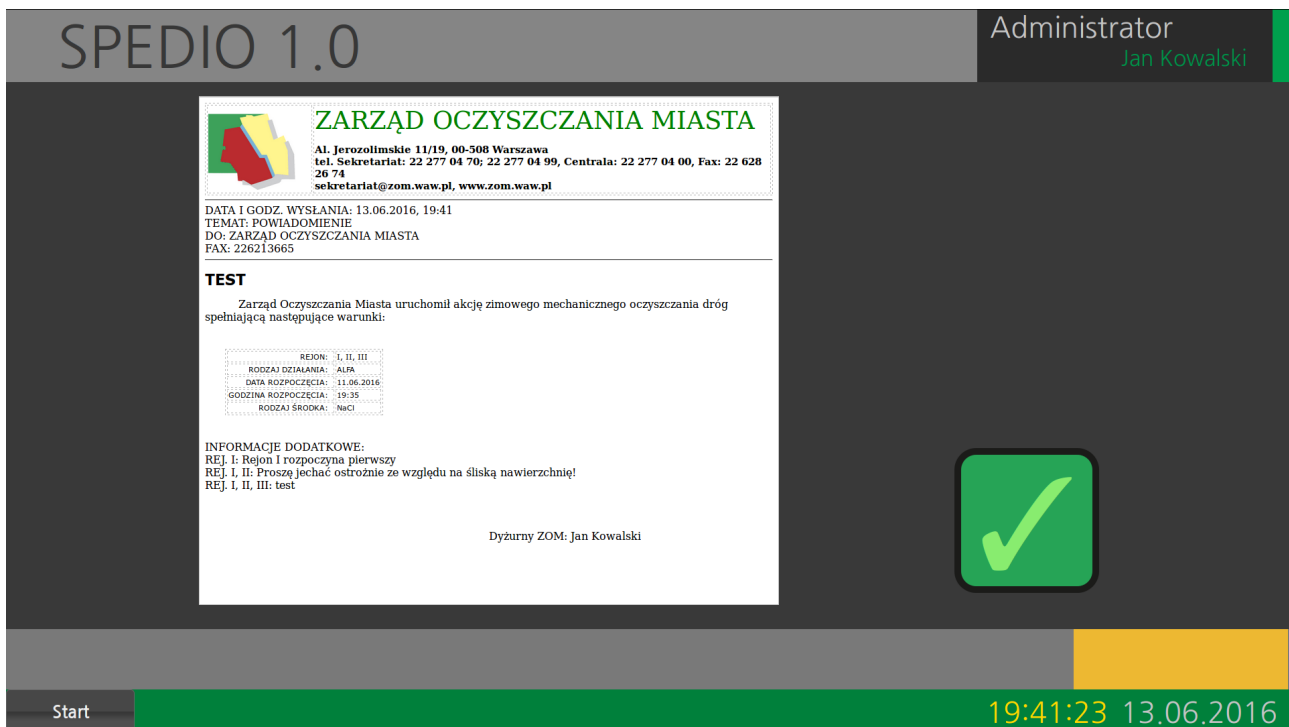 SPEDIO 1.0
Administrator
Jan Kowalski
ZARZĄD OCZYSZCZANIA MIASTA
Al. Jerozolimskie 11/19, 00-508 Warszawa
tel. Sekretariat: 22 277 04 70; 22 277 04 99, Centrala: 22 277 04 00, Fax: 22 628
26 74
sekretariat@zom.waw.pl, www.zom.waw.pl
DATA I GODZ. WYSŁANIA: 13.06.2016, 19:41
TEMAT: POWIADOMIENIE
DO: ZARZĄD OCZYSZCZANIA MIASTA
FAX: 226213665
TEST
Zarząd Oczyszczania Miasta uruchomił akcję zimowego mechanicznego oczyszczania dróg
spełniającą następujące warunki:
REJON: I, II, III
RODZAJ DZIAŁANIA: ALFA
DATA ROZPOCZĘCIA: 11.06.2016
GODZINA ROZPOCZĘCIA: 19:35
RODZAJ ŚRODKA: NaCl
INFORMACJE DODATKOWE:
REJ. I: Rejon I rozpoczyna pierwszy
REJ. I, II: Proszę jechać ostrożnie ze względu na śliską nawierzchnię!
REJ. I, II, III: test
Dyżurny ZOM: Jan Kowalski
Start
19:41:23 13.06.2016